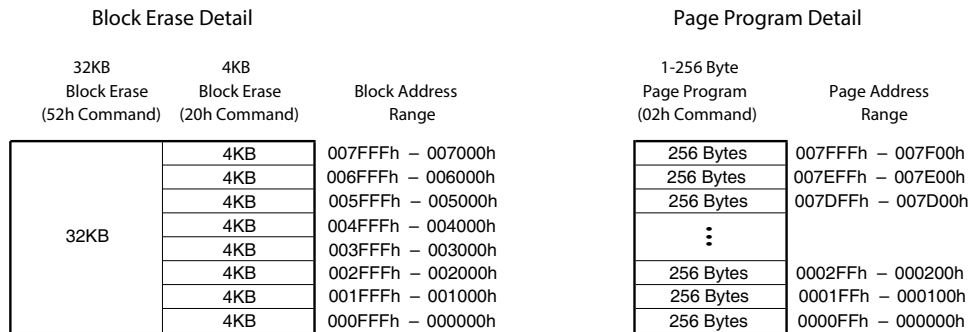 Block Erase Detail
Page Program Detail
32KB 4KB
Block Erase Block Erase Block Address
(52h Command) (20h Command) Range
1-256 Byte
Page Program Page Address
(02h Command) Range
32KB
4KB 007FFFh – 007000h
4KB 006FFFh – 006000h
4KB 005FFFh – 005000h
4KB 004FFFh – 004000h
4KB 003FFFh – 003000h
4KB 002FFFh – 002000h
4KB 001FFFh – 001000h
4KB 000FFFh – 000000h
256 Bytes 007FFFh – 007F00h
256 Bytes 007EFFh – 007E00h
256 Bytes 007DFFh – 007D00h
256 Bytes 0002FFh – 000200h
256 Bytes 0001FFh – 000100h
256 Bytes 0000FFh – 000000h